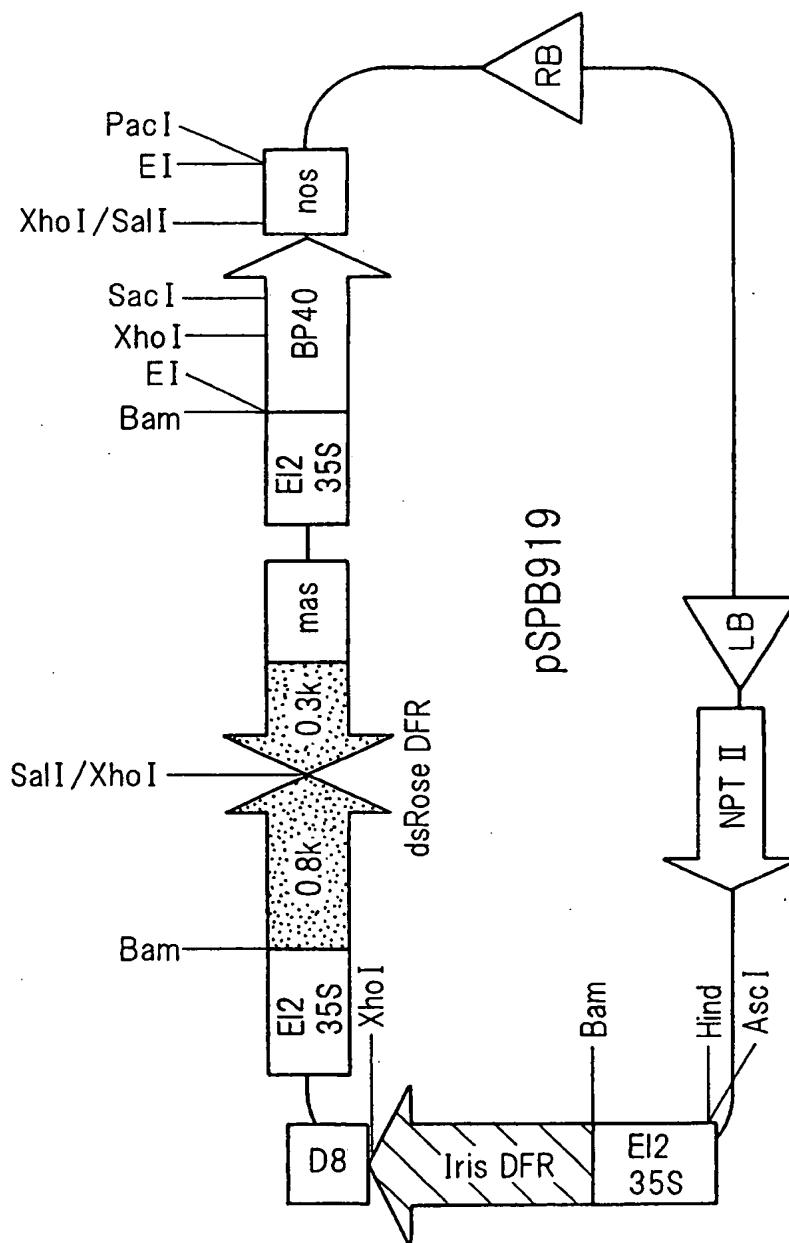 RB
PacI
EI
nos
XhoI/SalI
SacI
BP40
XhoI
EI
Bam
EI2
35S
pSPB919
mas
LB
0.3k
SalI/XhoI
dsRose DFR
NPT II
0.8k
Bam
EI2
35S
XhoI
Bam
Hind
AscI
D8
Iris DFR
EI2
35S